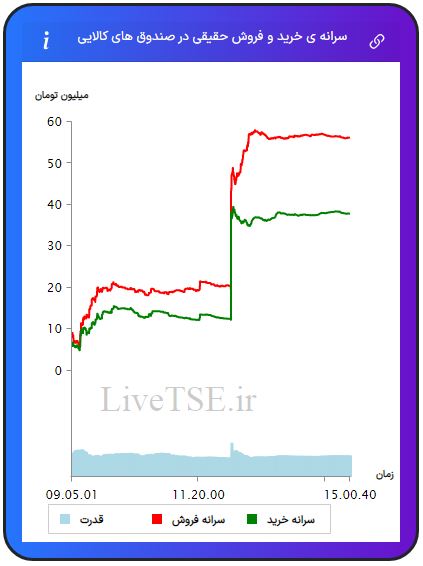 سرانه ی خرید و فروش حقیقی در صندوق های کالایی
میلیون تومان
60
50
40
30
20
10
0
LiveTSE.ir
زمان
09.05.01 11.20.00 15.00.40
سرانه خرید سرانه فروش قدرت